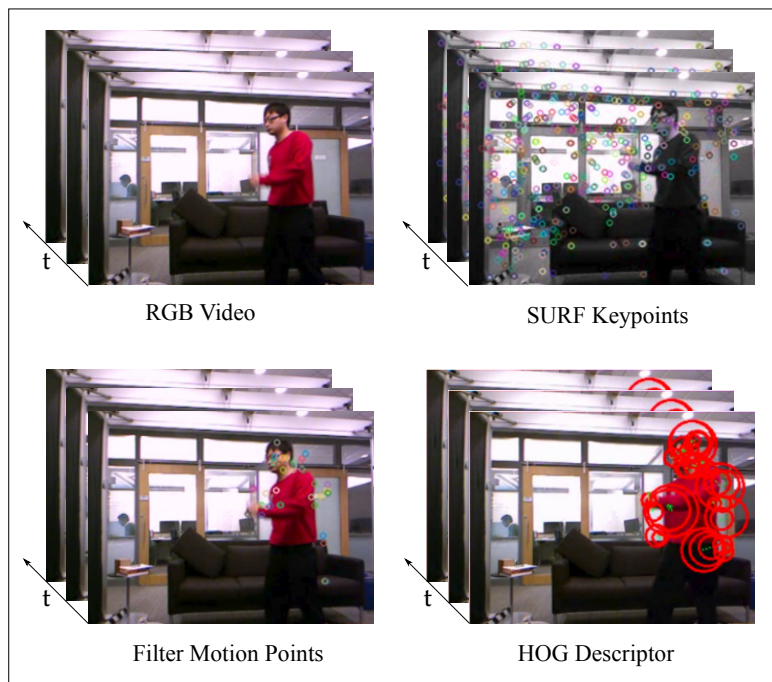 t
RGB Video
t
SURF Keypoints
t
Filter Motion Points
t
HOG Descriptor